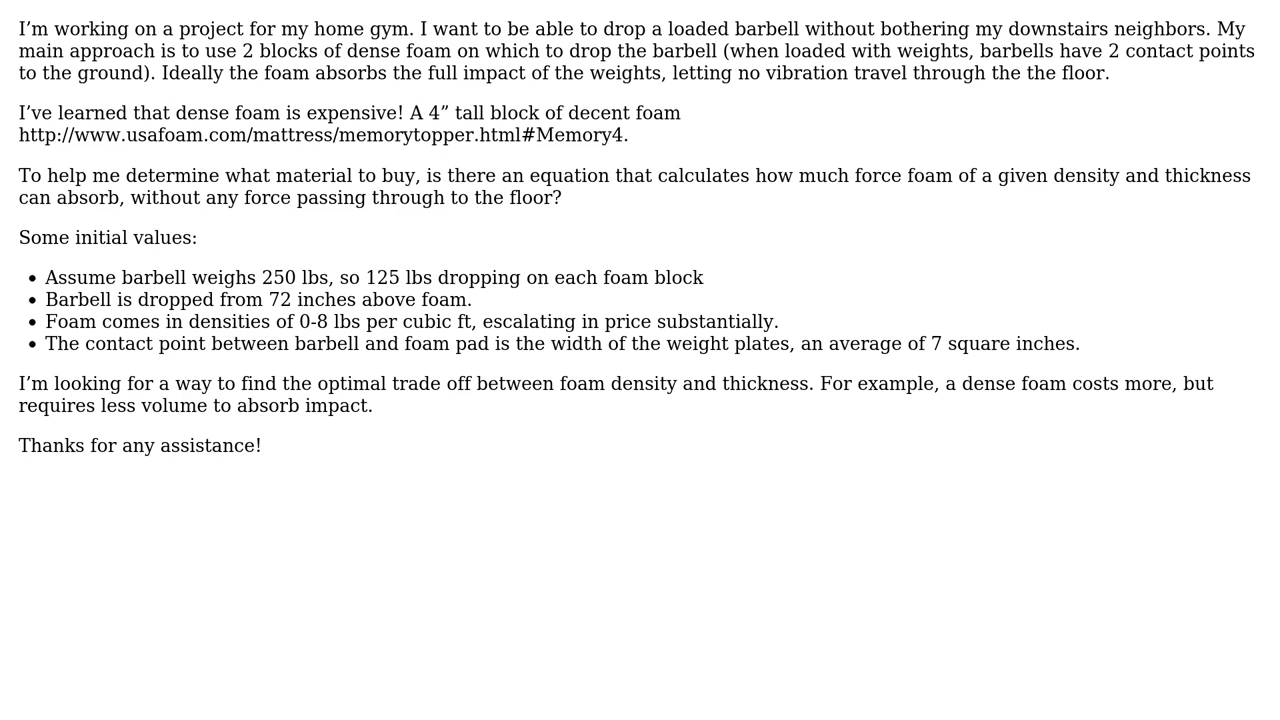 I’m working on a project for my home gym. I want to be able to drop a loaded barbell without bothering my downstairs neighbors. My
main approach is to use 2 blocks of dense foam on which to drop the barbell (when loaded with weights, barbells have 2 contact points
to the ground). Ideally the foam absorbs the full impact of the weights, letting no vibration travel through the the floor.
I’ve learned that dense foam is expensive! A 4” tall block of decent foam
http://www.usafoam.com/mattress/memorytopper.html#Memory4.
To help me determine what material to buy, is there an equation that calculates how much force foam of a given density and thickness
can absorb, without any force passing through to the floor?
Some initial values:
• Assume barbell weighs 250 lbs, so 125 lbs dropping on each foam block
• Barbell is dropped from 72 inches above foam.
• Foam comes in densities of 0-8 lbs per cubic ft, escalating in price substantially.
• The contact point between barbell and foam pad is the width of the weight plates, an average of 7 square inches.
I’m looking for a way to find the optimal trade off between foam density and thickness. For example, a dense foam costs more, but
requires less volume to absorb impact.
Thanks for any assistance!